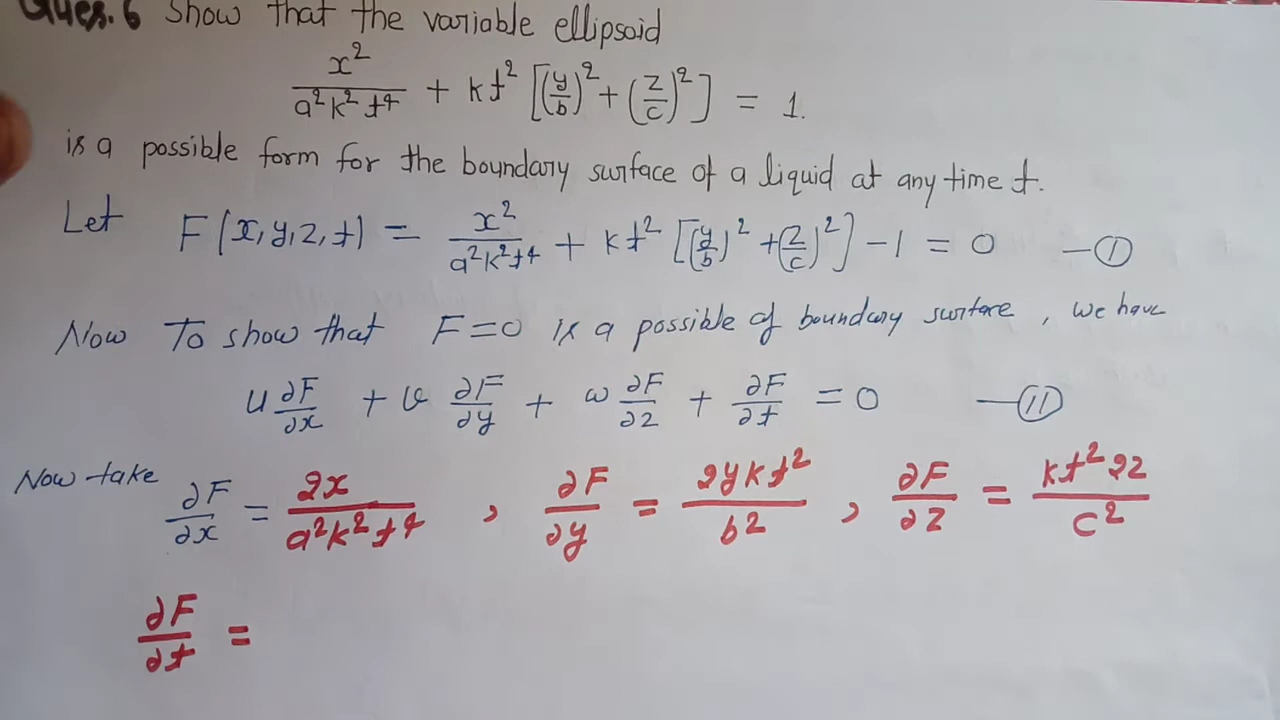 Ques.6 Show that the variable ellipsoid
x²/a²k²t⁴ + kt² [(y/b)² + (z/c)²] = 1.
is a possible form for the boundary surface of a liquid at any time t.
Let F(x,y,z,t) = x²/a²k²t⁴ + kt² [(y/b)² + (z/c)²] - 1 = 0 —(I)
Now To show that F=0 is a possible of boundary surface, we have
u ∂F/∂x + v ∂F/∂y + w ∂F/∂z + ∂F/∂t = 0 —(II)
Now take ∂F/∂x = 2x/a²k²t⁴ , ∂F/∂y = 2ykt²/b² , ∂F/∂z = kt²2z/c²
∂F/∂t =